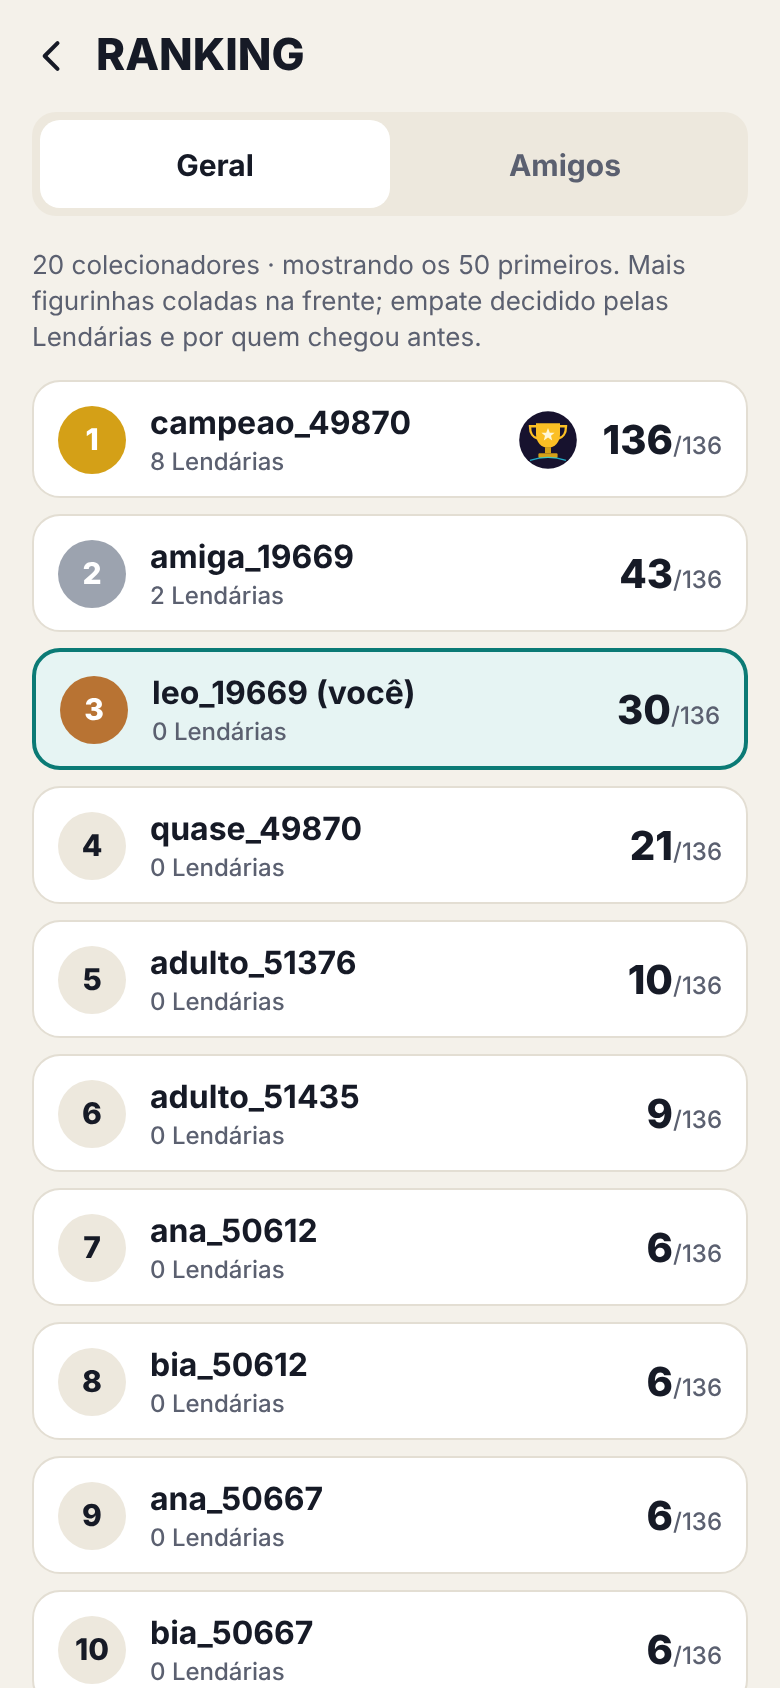 RANKING
Geral
Amigos
20 colecionadores · mostrando os 50 primeiros. Mais
figurinhas coladas na frente; empate decidido pelas
Lendárias e por quem chegou antes.
1
campeao_49870
8 Lendárias
136/136
2
amiga_19669
2 Lendárias
43/136
3
leo_19669 (você)
0 Lendárias
30/136
4
quase_49870
0 Lendárias
21/136
5
adulto_51376
0 Lendárias
10/136
6
adulto_51435
0 Lendárias
9/136
7
ana_50612
0 Lendárias
6/136
8
bia_50612
0 Lendárias
6/136
9
ana_50667
0 Lendárias
6/136
10
bia_50667
0 Lendárias
6/136